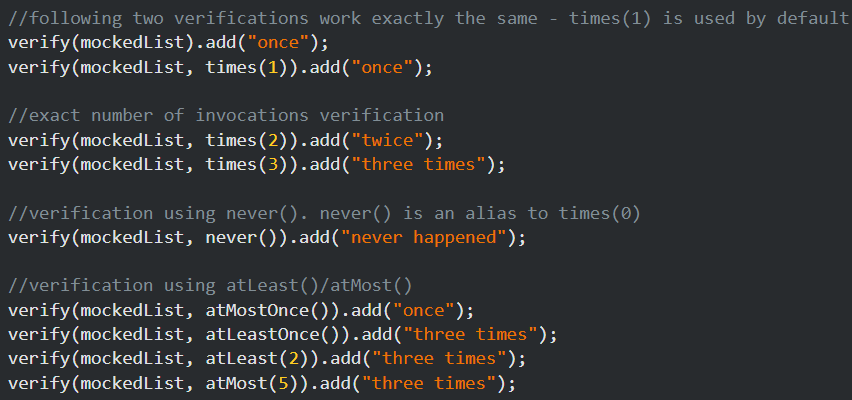 //following two verifications work exactly the same - times(1) is used by default
verify(mockedList).add("once");
verify(mockedList, times(1)).add("once");
//exact number of invocations verification
verify(mockedList, times(2)).add("twice");
verify(mockedList, times(3)).add("three times");
//verification using never(). never() is an alias to times(0)
verify(mockedList, never()).add("never happened");
//verification using atLeast()/atMost()
verify(mockedList, atMostOnce()).add("once");
verify(mockedList, atLeastOnce()).add("three times");
verify(mockedList, atLeast(2)).add("three times");
verify(mockedList, atMost(5)).add("three times");